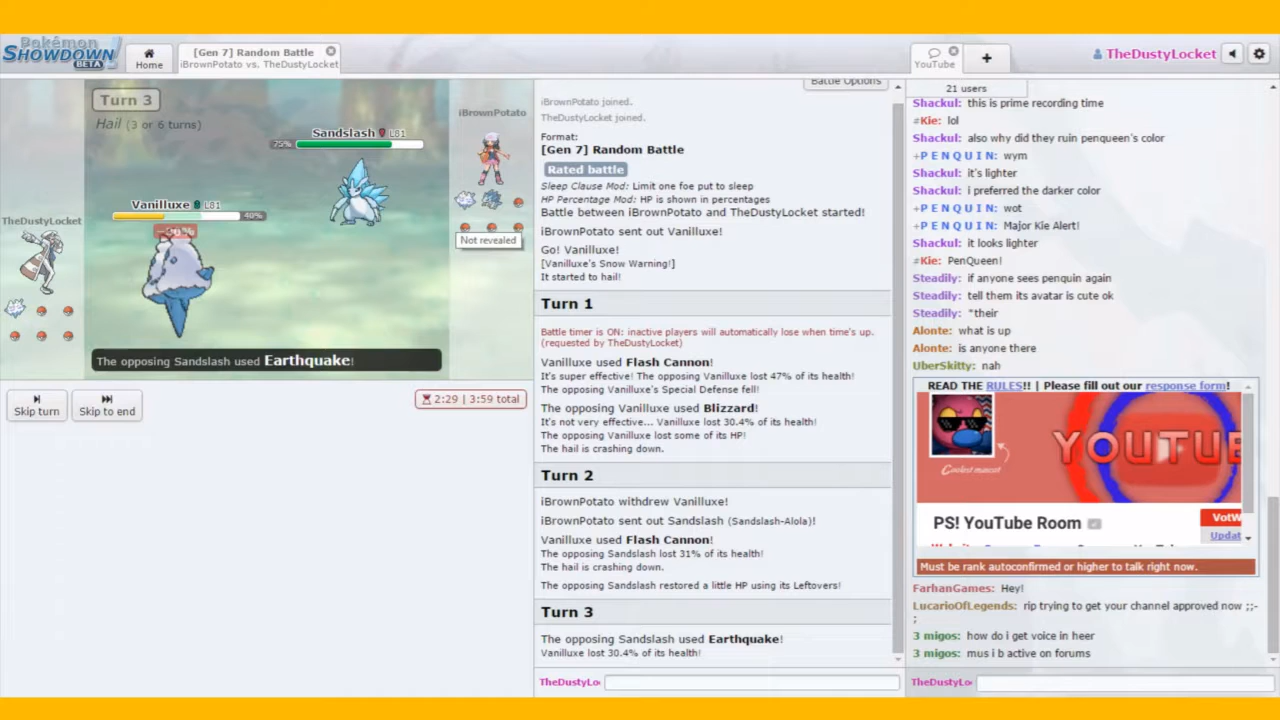 Pokémon
SHOWDOWN
BETA
Home
[Gen 7] Random Battle
iBrownPotato vs. TheDustyLocket
YouTube
+
TheDustyLocket
Turn 3
Hail (3 or 6 turns)
Sandslash L81
75%
Vanilluxe L81
40%
iBrownPotato
TheDustyLocket
Not revealed
The opposing Sandslash used Earthquake!
Skip turn
Skip to end
2:29 | 3:59 total
Battle Options
iBrownPotato joined.
TheDustyLocket joined.
Format:
[Gen 7] Random Battle
Rated battle
Sleep Clause Mod: Limit one foe put to sleep
HP Percentage Mod: HP is shown in percentages
Battle between iBrownPotato and TheDustyLocket started!
iBrownPotato sent out Vanilluxe!
Go! Vanilluxe!
[Vanilluxe's Snow Warning!]
It started to hail!
Turn 1
Battle timer is ON: inactive players will automatically lose when time's up.
(requested by TheDustyLocket)
Vanilluxe used Flash Cannon!
It's super effective! The opposing Vanilluxe lost 47% of its health!
The opposing Vanilluxe's Special Defense fell!
The opposing Vanilluxe used Blizzard!
It's not very effective... Vanilluxe lost 30.4% of its health!
The opposing Vanilluxe lost some of its HP!
The hail is crashing down.
Turn 2
iBrownPotato withdrew Vanilluxe!
iBrownPotato sent out Sandslash (Sandslash-Alola)!
Vanilluxe used Flash Cannon!
The opposing Sandslash lost 31% of its health!
The hail is crashing down.
The opposing Sandslash restored a little HP using its Leftovers!
Turn 3
The opposing Sandslash used Earthquake!
Vanilluxe lost 30.4% of its health!
TheDustyLo
21 users
Shackul: this is prime recording time
#Kie: lol
Shackul: also why did they ruin penqueen's color
+P E N Q U I N: wym
Shackul: it's lighter
Shackul: i preferred the darker color
+P E N Q U I N: wot
+P E N Q U I N: Major Kie Alert!
Shackul: it looks lighter
#Kie: PenQueen!
Steadily: if anyone sees penquin again
Steadily: tell them its avatar is cute ok
Steadily: *their
Alonte: what is up
Alonte: is anyone there
UberSkitty: nah
READ THE RULES!! | Please fill out our response form!
Coolest mascot
YOUTUBE
PS! YouTube Room
VotW
Updat
Must be rank autoconfirmed or higher to talk right now.
FarhanGames: Hey!
LucarioOfLegends: rip trying to get your channel approved now ;;-
;
3 migos: how do i get voice in heer
3 migos: mus i b active on forums
TheDustyLo